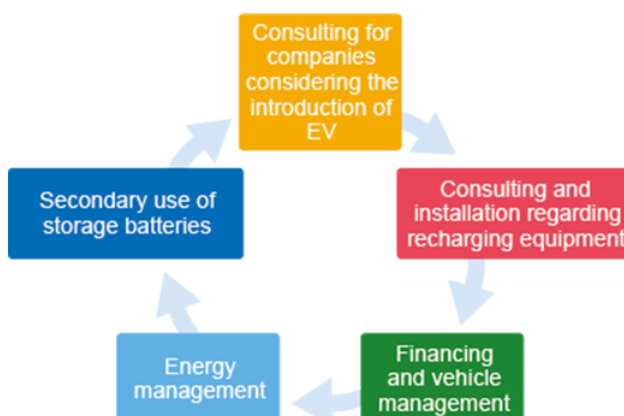 Consulting for
companies
considering the
introduction of
EV
Consulting and
installation regarding
recharging equipment
Financing
and vehicle
management
Energy
management
Secondary use of
storage batteries